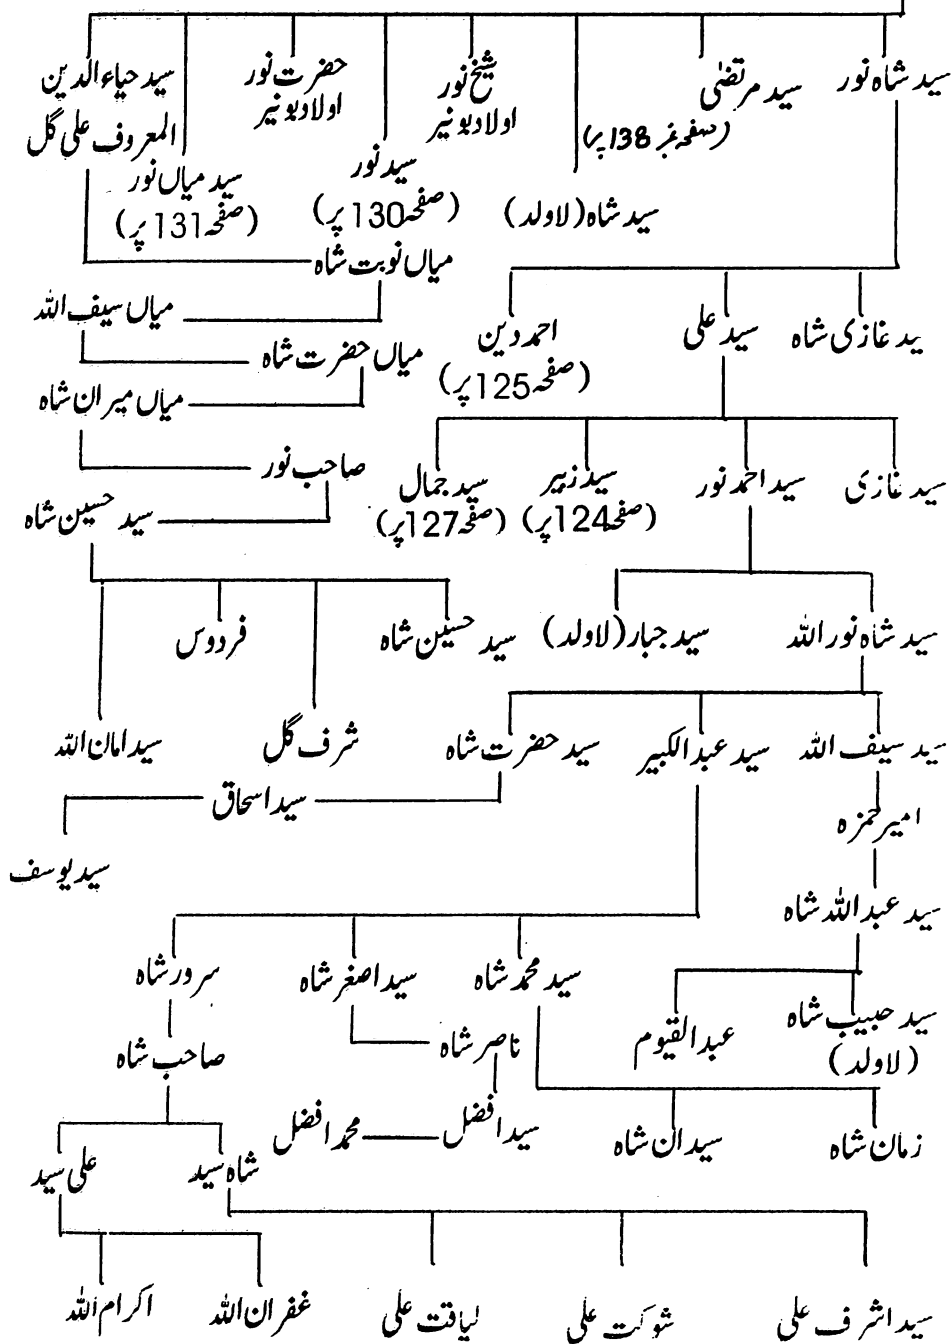 سید شاہ نور
سید مرتضٰی
(صفحہ نمبر 138 پر)
سید شاہ (لاولد)
شیخ نور
اولاد بونیر
سید نور
(صفحہ 130 پر)
حضرت نور
اولاد بونیر
سید میاں نور
(صفحہ 131 پر)
سید حیاء الدین
المعروف علی گل
میاں نوبت شاہ
میاں سیف اللہ
میاں حضرت شاہ
میاں میران شاہ
صاحب نور
سید حسین شاہ
ید غازی شاہ
سید علی
احمد دین
(صفحہ 125 پر)
سید غازی
سید احمد نور
سید زبیر
(صفحہ 124 پر)
سید جمال
(صفحہ 127 پر)
سید شاہ نور اللہ
سید جبار (لاولد)
سید حسنین شاہ
فردوس
شرف گل
سید امان اللہ
سید سیف اللہ
سید عبدالکبیر
سید حضرت شاہ
سید اسحاق
سید یوسف
امیر حمزہ
سید عبداللہ شاہ
سید محمد شاہ
سید اصغر شاہ
سرور شاہ
سید حبیب شاہ
(لاولد)
عبدالقیوم
ناصر شاہ
صاحب شاہ
زمان شاہ
سیدان شاہ
سید افضل
محمد افضل
شاہ سید
علی سید
سید اشرف علی
شوکت علی
لیاقت علی
غفران اللہ
اکرام اللہ